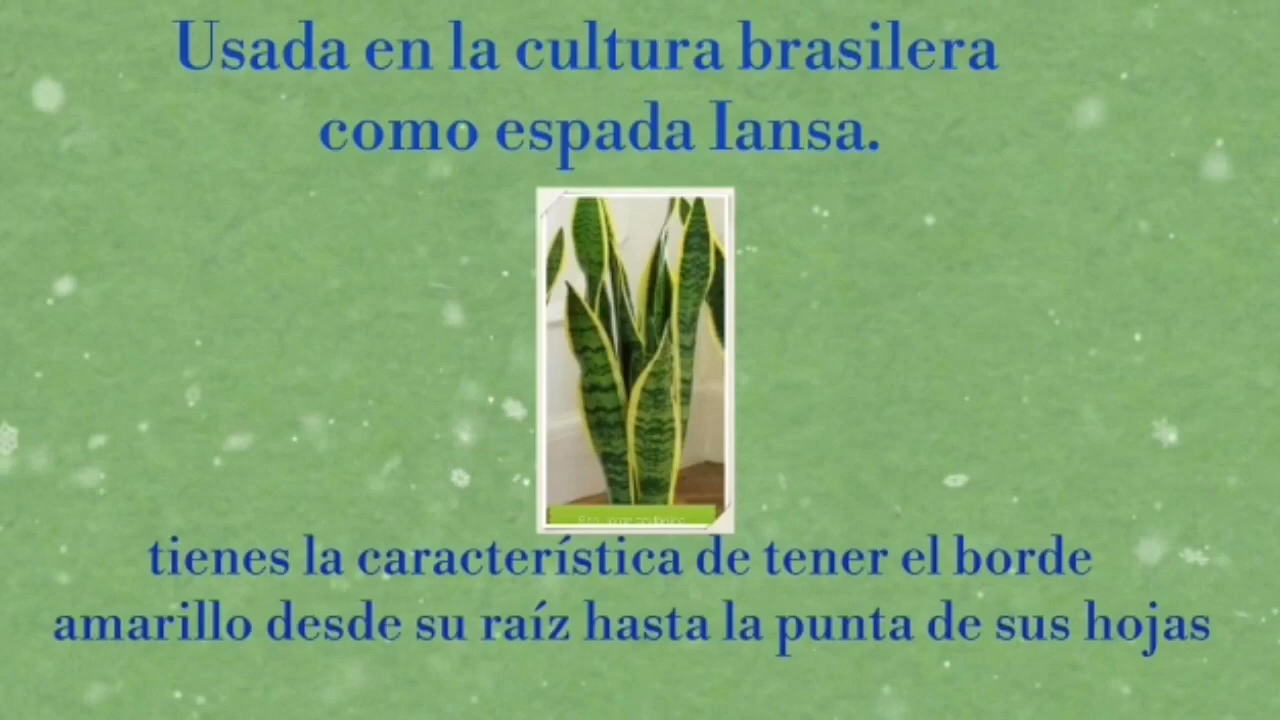 Usada en la cultura brasilera
como espada Iansa.
tienes la característica de tener el borde
amarillo desde su raíz hasta la punta de sus hojas